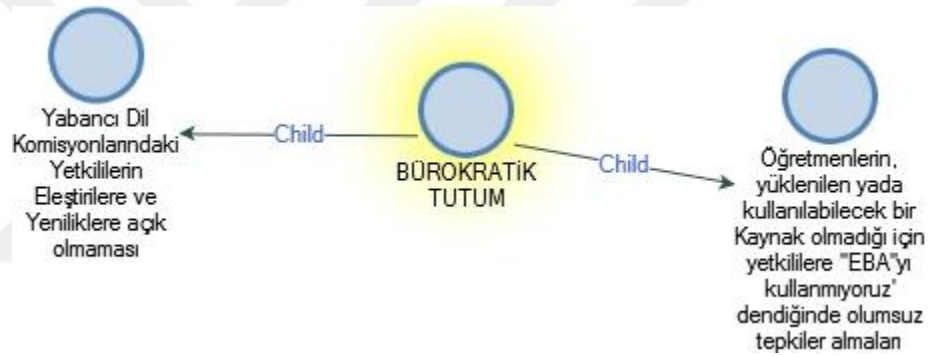 Yabancı Dil
Komisyonlarındaki
Yetkililerin
Eleştirilere ve
Yeniliklere açık
olmaması
Child
BÜROKRATİK
TUTUM
Child
Öğretmenlerin,
yüklenilen yada
kullanılabilecek bir
Kaynak olmadığı için
yetkililere "EBA"yı
kullanmıyoruz'
dendiğinde olumsuz
tepkiler almaları